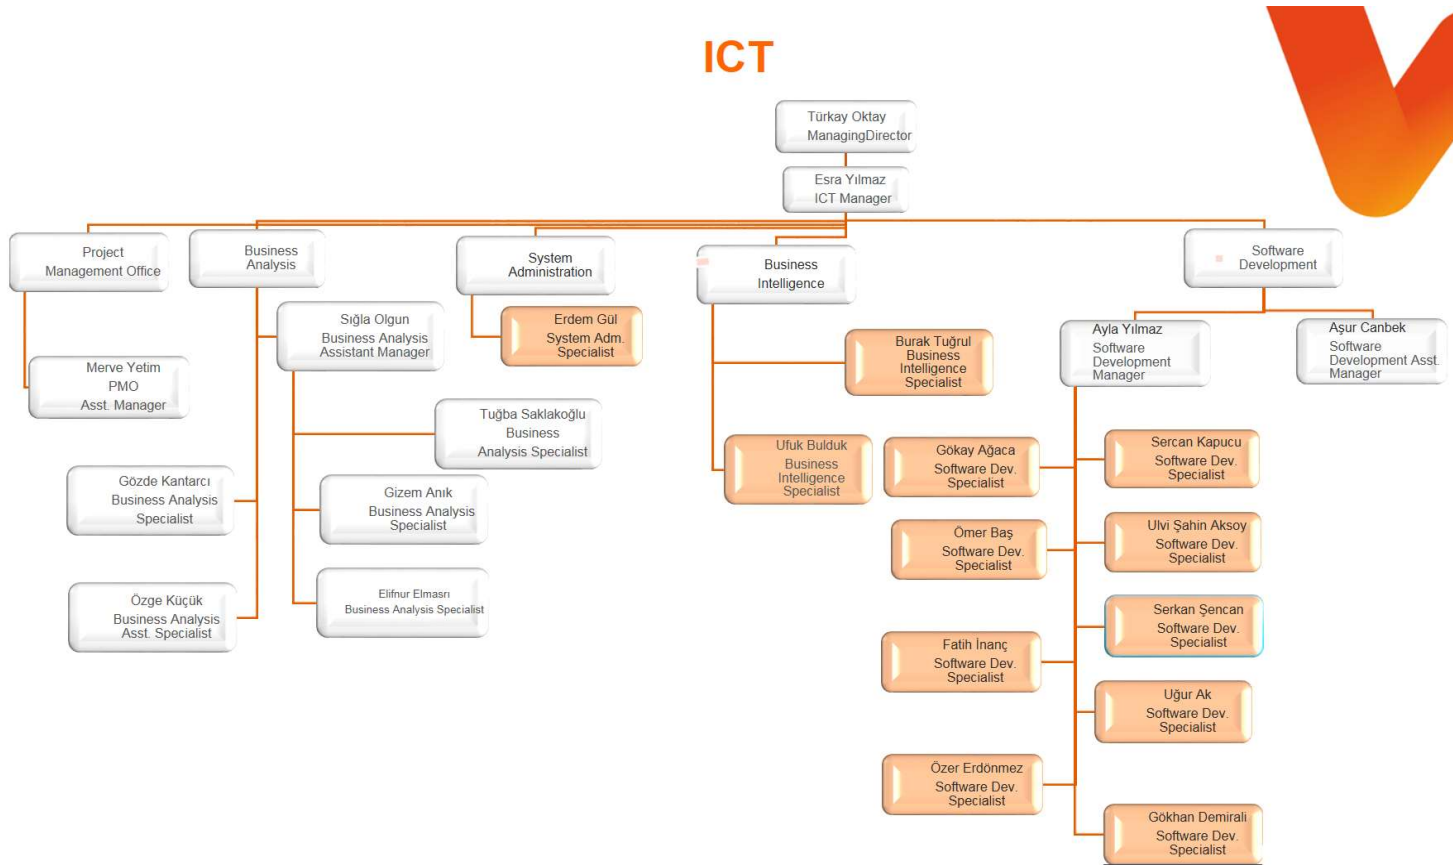 ICT
Türkay Oktay
ManagingDirector
Esra Yılmaz
ICT Manager
Project
Management Office
Merve Yetim
PMO
Asst. Manager
Business
Analysis
Sığla Olgun
Business Analysis
Assistant Manager
Tuğba Saklakoğlu
Business
Analysis Specialist
Gizem Anık
Business Analysis
Specialist
Elifnur Elmasrı
Business Analysis Specialist
Gözde Kantarcı
Business Analysis
Specialist
Özge Küçük
Business Analysis
Asst. Specialist
System
Administration
Erdem Gül
System Adm.
Specialist
Business
Intelligence
Burak Tuğrul
Business
Intelligence
Specialist
Ufuk Bulduk
Business
Intelligence
Specialist
Software
Development
Ayla Yılmaz
Software
Development
Manager
Aşur Canbek
Software
Development Asst.
Manager
Gökay Ağaca
Software Dev.
Specialist
Sercan Kapucu
Software Dev.
Specialist
Ömer Baş
Software Dev.
Specialist
Ulvi Şahin Aksoy
Software Dev.
Specialist
Serkan Şencan
Software Dev.
Specialist
Fatih İnanç
Software Dev.
Specialist
Uğur Ak
Software Dev.
Specialist
Özer Erdönmez
Software Dev.
Specialist
Gökhan Demirali
Software Dev.
Specialist